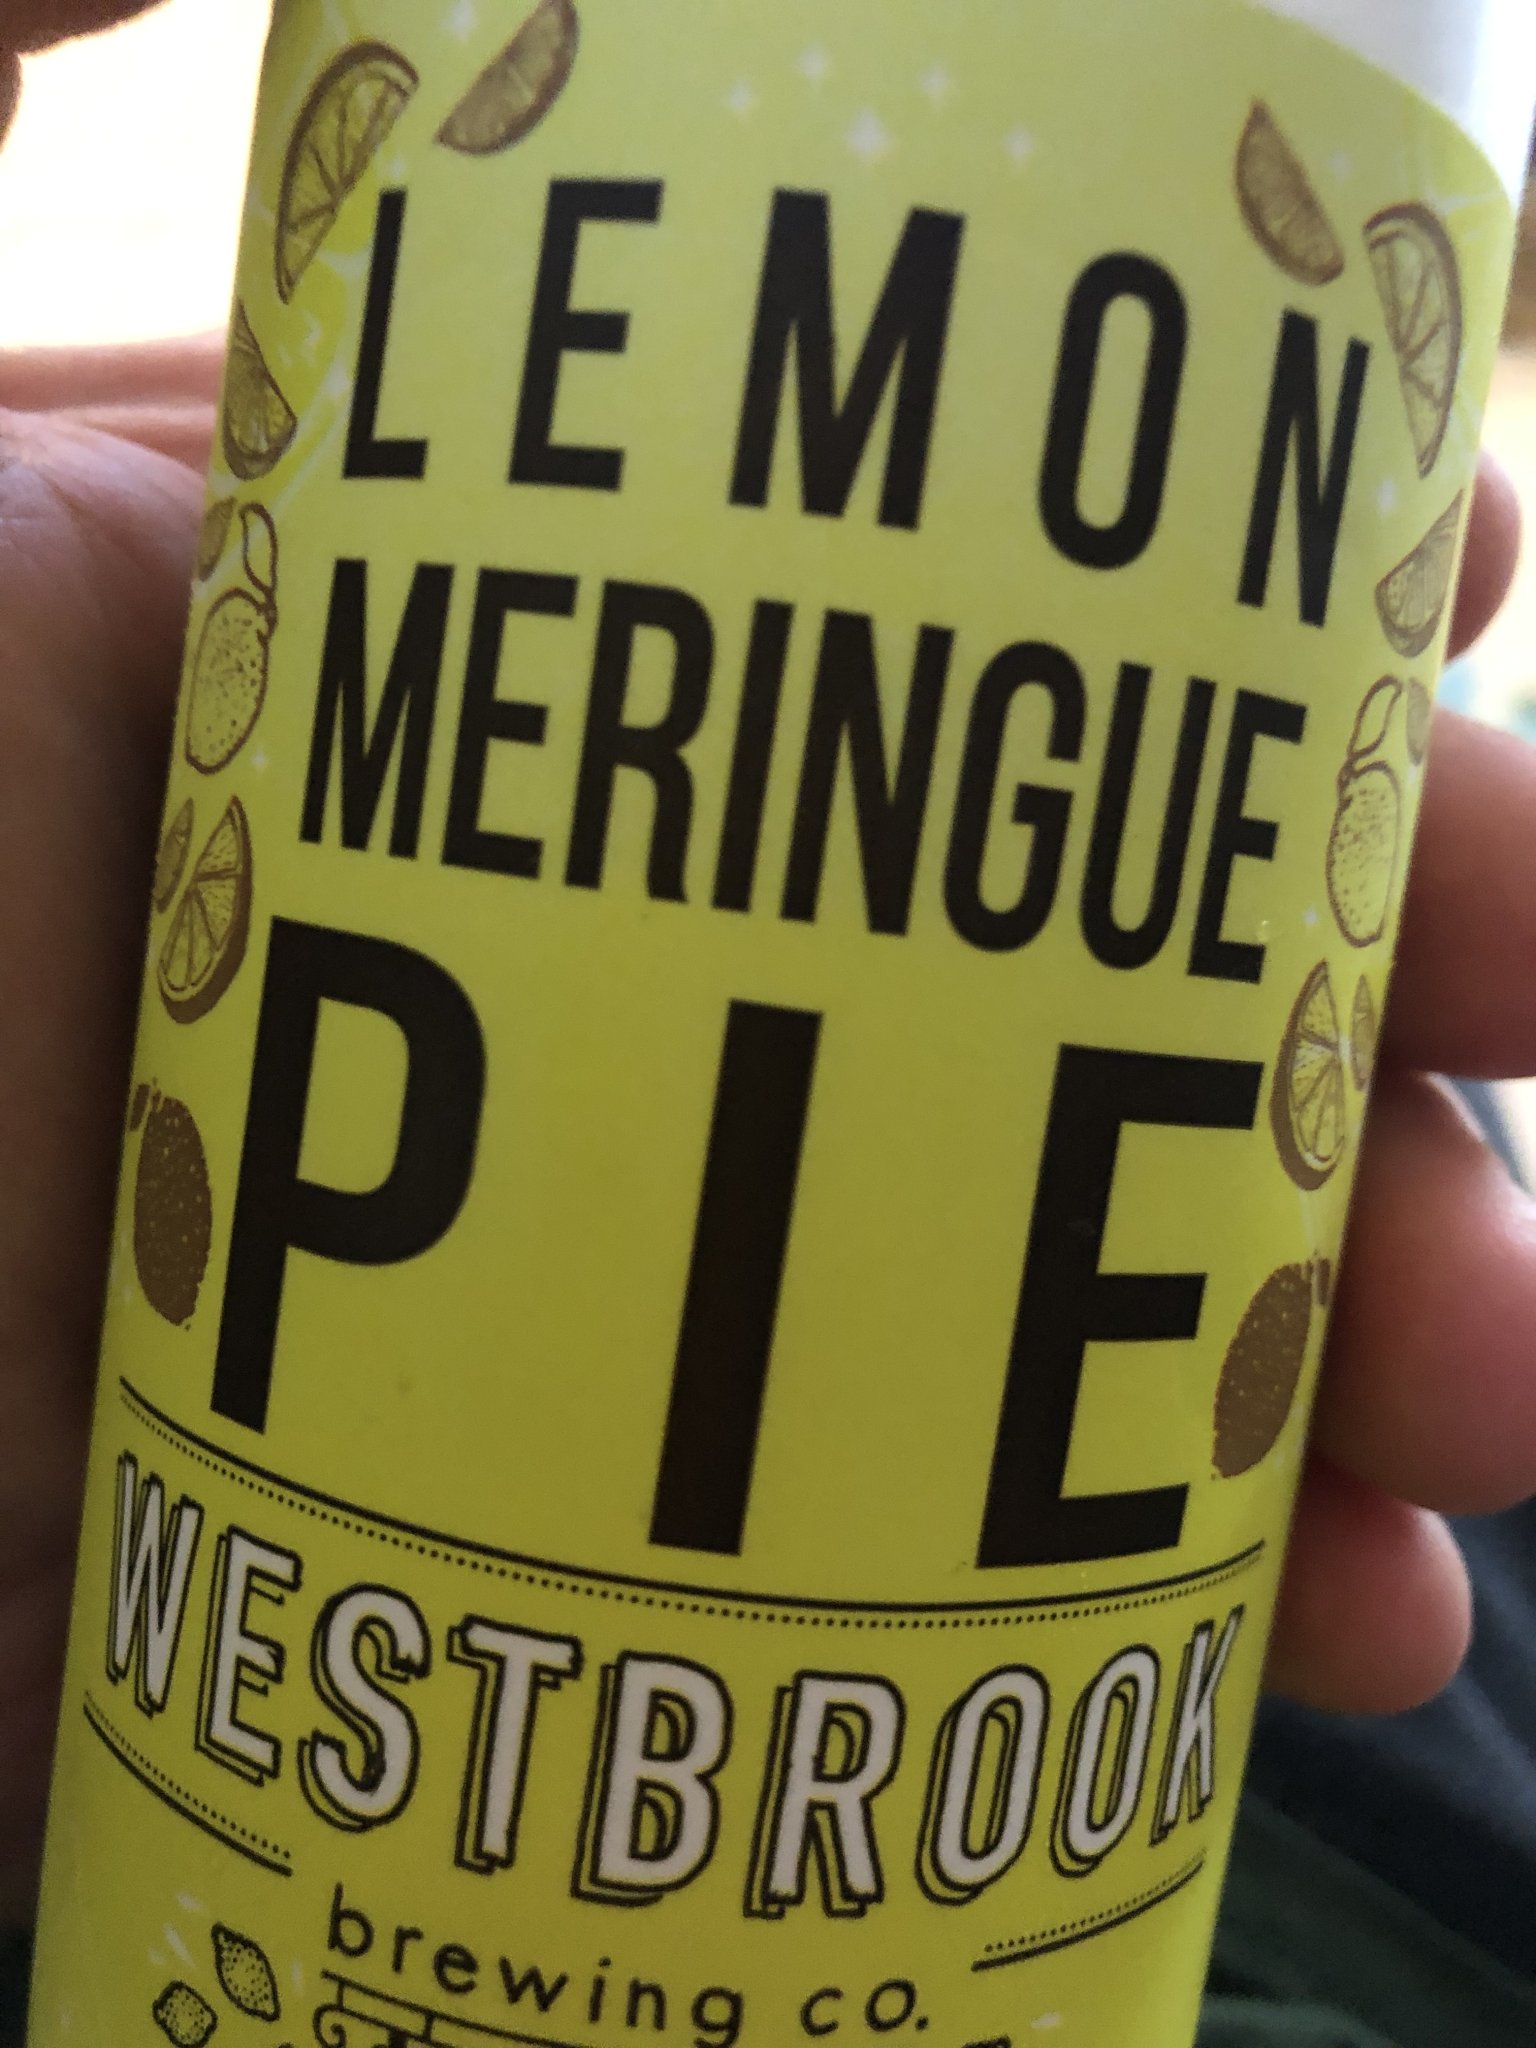 LEMON
MERINGUE
PIE
WESTBROOK
brewing co.